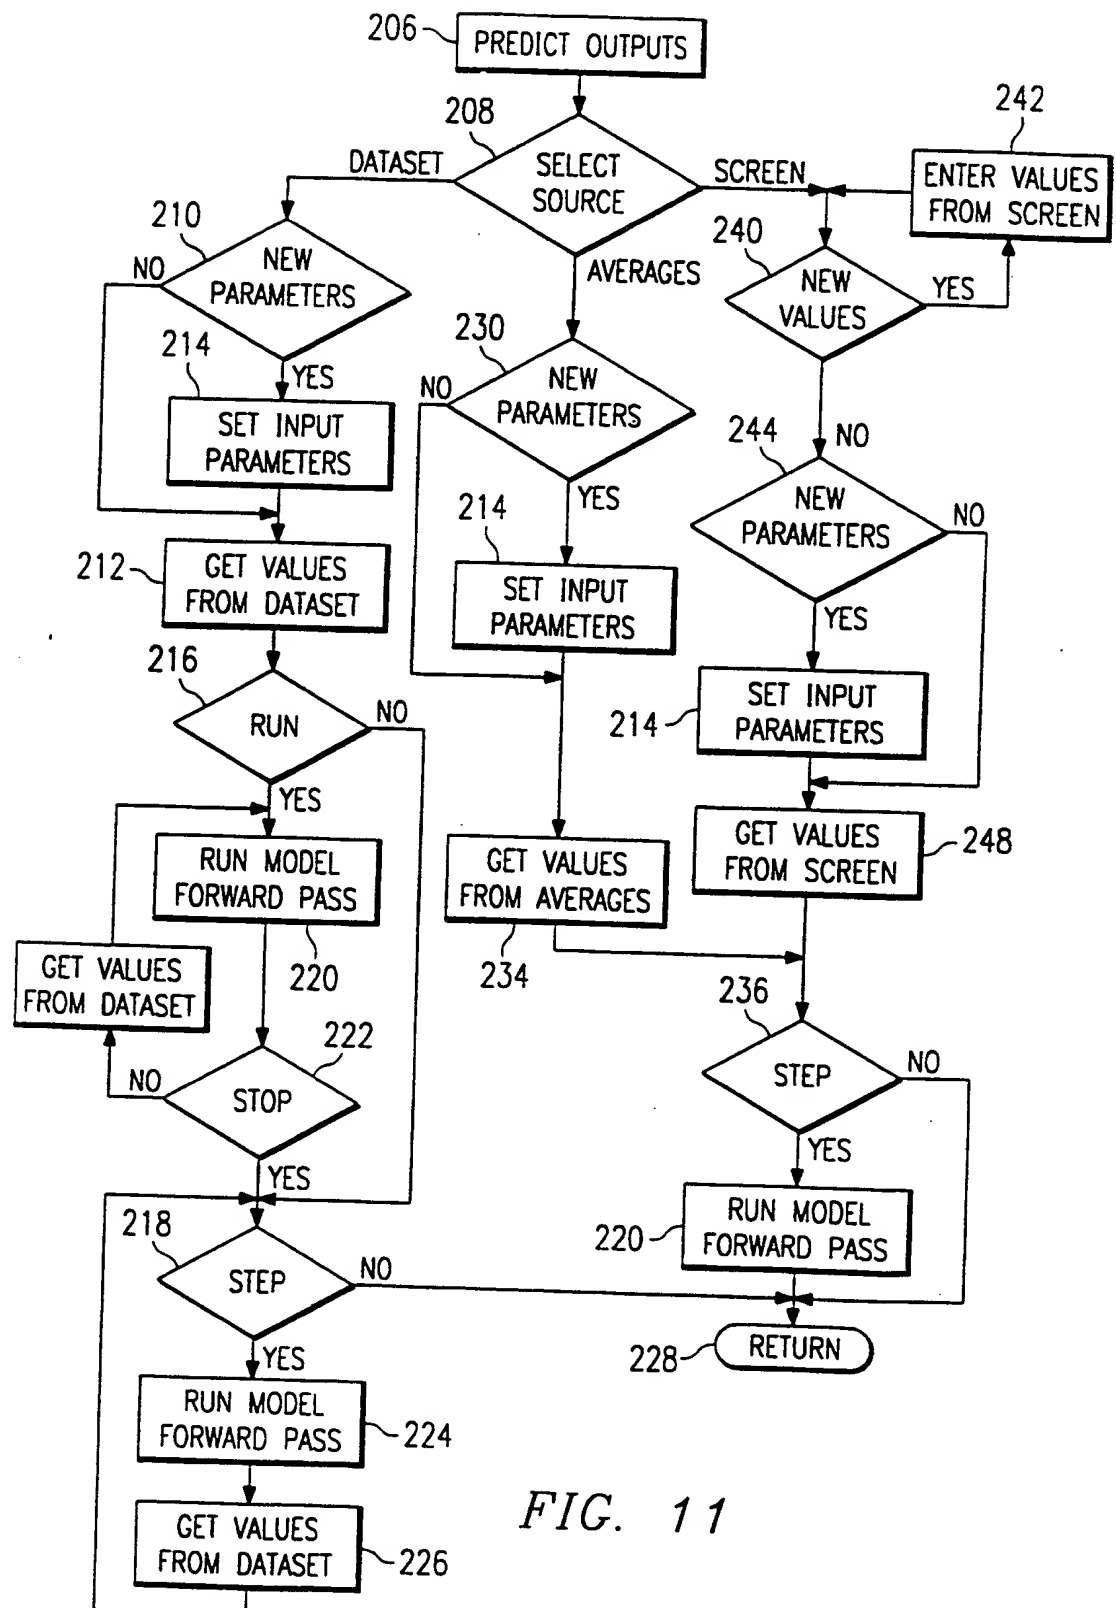 206
PREDICT OUTPUTS
208
SELECT
SOURCE
DATASET
SCREEN
AVERAGES
242
ENTER VALUES
FROM SCREEN
210
NEW
PARAMETERS
NO
YES
214
SET INPUT
PARAMETERS
212
GET VALUES
FROM DATASET
216
RUN
NO
YES
RUN MODEL
FORWARD PASS
220
GET VALUES
FROM DATASET
222
STOP
NO
YES
218
STEP
NO
YES
RUN MODEL
FORWARD PASS
224
GET VALUES
FROM DATASET
226
230
NEW
PARAMETERS
NO
YES
214
SET INPUT
PARAMETERS
GET VALUES
FROM AVERAGES
234
240
NEW
VALUES
YES
NO
244
NEW
PARAMETERS
NO
YES
SET INPUT
PARAMETERS
214
GET VALUES
FROM SCREEN
248
236
STEP
NO
YES
RUN MODEL
FORWARD PASS
220
RETURN
228
FIG. 11